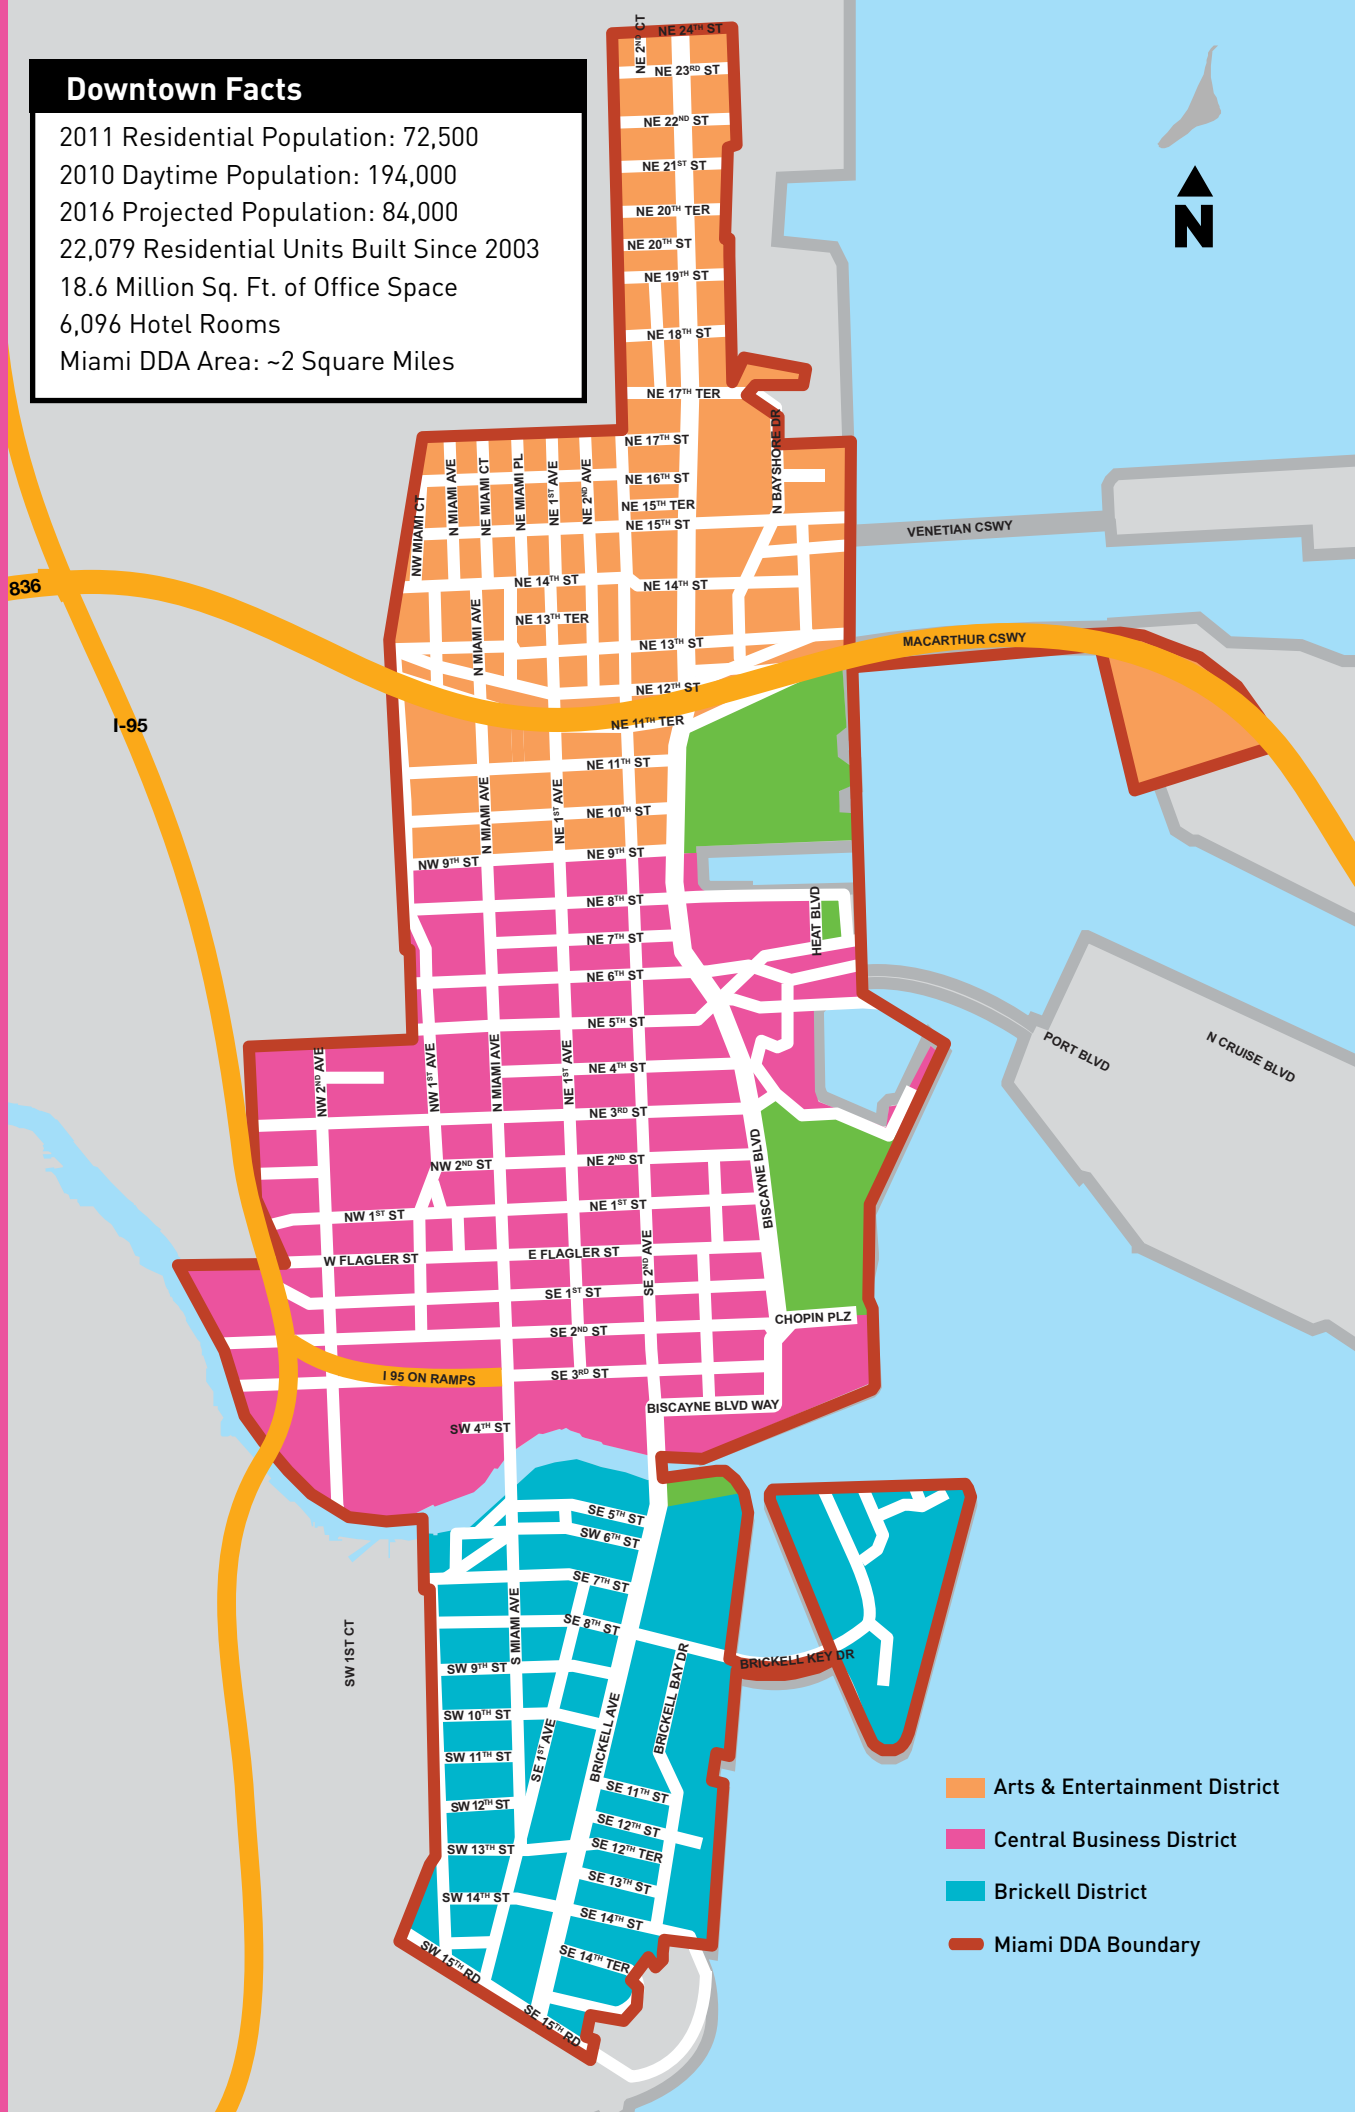 Downtown Facts
2011 Residential Population: 72,500
2010 Daytime Population: 194,000
2016 Projected Population: 84,000
22,079 Residential Units Built Since 2003
18.6 Million Sq. Ft. of Office Space
6,096 Hotel Rooms
Miami DDA Area: ~2 Square Miles
NE 24TH ST
NE 2ND CT
NE 23RD ST
NE 22ND ST
NE 21ST ST
NE 20TH TER
N
NE 20TH ST
NE 19TH ST
NE 18TH ST
NE 17TH TER
NE 17TH ST
N BAYSHORE DR
NE 16TH ST
NE 15TH TER
NE 15TH ST
NW MIAMI CT
N MIAMI AVE
NE MIAMI CT
NE MIAMI PL
NE 1ST AVE
NE 2ND AVE
VENETIAN CSWY
836
NE 14TH ST
NE 14TH ST
NE 13TH TER
N MIAMI AVE
NE 13TH ST
MACARTHUR CSWY
NE 12TH ST
I-95
NE 11TH TER
NE 11TH ST
N MIAMI AVE
NE 1ST AVE
NE 10TH ST
NW 9TH ST
NE 9TH ST
NE 8TH ST
HEAT BLVD
NE 7TH ST
NE 6TH ST
NE 5TH ST
PORT BLVD
N CRUISE BLVD
NW 2ND AVE
NW 1ST AVE
N MIAMI AVE
NE 1ST AVE
NE 4TH ST
NE 3RD ST
NW 2ND ST
NE 2ND ST
BISCAYNE BLVD
NW 1ST ST
NE 1ST ST
W FLAGLER ST
E FLAGLER ST
SE 2ND AVE
SE 1ST ST
CHOPIN PLZ
SE 2ND ST
I 95 ON RAMPS
SE 3RD ST
BISCAYNE BLVD WAY
SW 4TH ST
SE 5TH ST
SW 6TH ST
SE 7TH ST
SE 8TH ST
S MIAMI AVE
SW 1ST CT
SW 9TH ST
BRICKELL KEY DR
BRICKELL BAY DR
SW 10TH ST
SE 1ST AVE
BRICKELL AVE
SW 11TH ST
SE 11TH ST
SW 12TH ST
SE 12TH ST
SW 13TH ST
SE 12TH TER
SE 13TH ST
SW 14TH ST
SE 14TH ST
SW 15TH RD
SE 14TH TER
SE 15TH RD
Arts & Entertainment District
Central Business District
Brickell District
Miami DDA Boundary